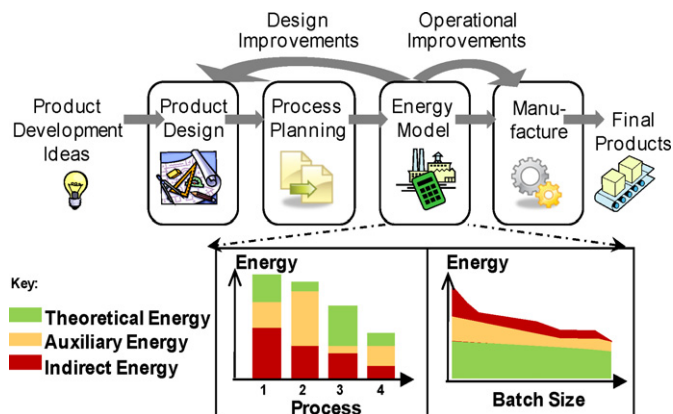 Design
Improvements
Operational
Improvements
Product
Development
Ideas
Product
Design
Process
Planning
Energy
Model
Manu-
facture
Final
Products
Key:
Theoretical Energy
Auxiliary Energy
Indirect Energy
Energy
1 2 3 4
Process
Energy
Batch Size